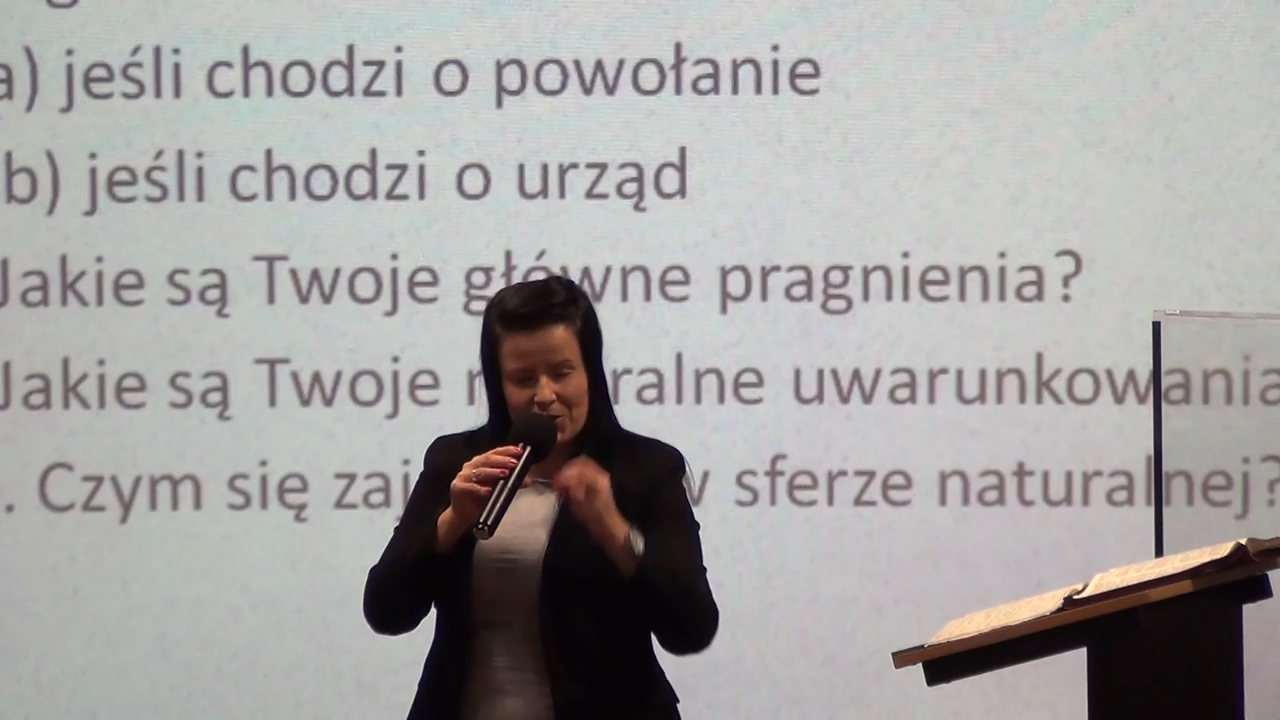 a) jeśli chodzi o powołanie
b) jeśli chodzi o urząd
Jakie są Twoje główne pragnienia?
Jakie są Twoje uwarunkowania
. Czym się w sferze naturalnej?